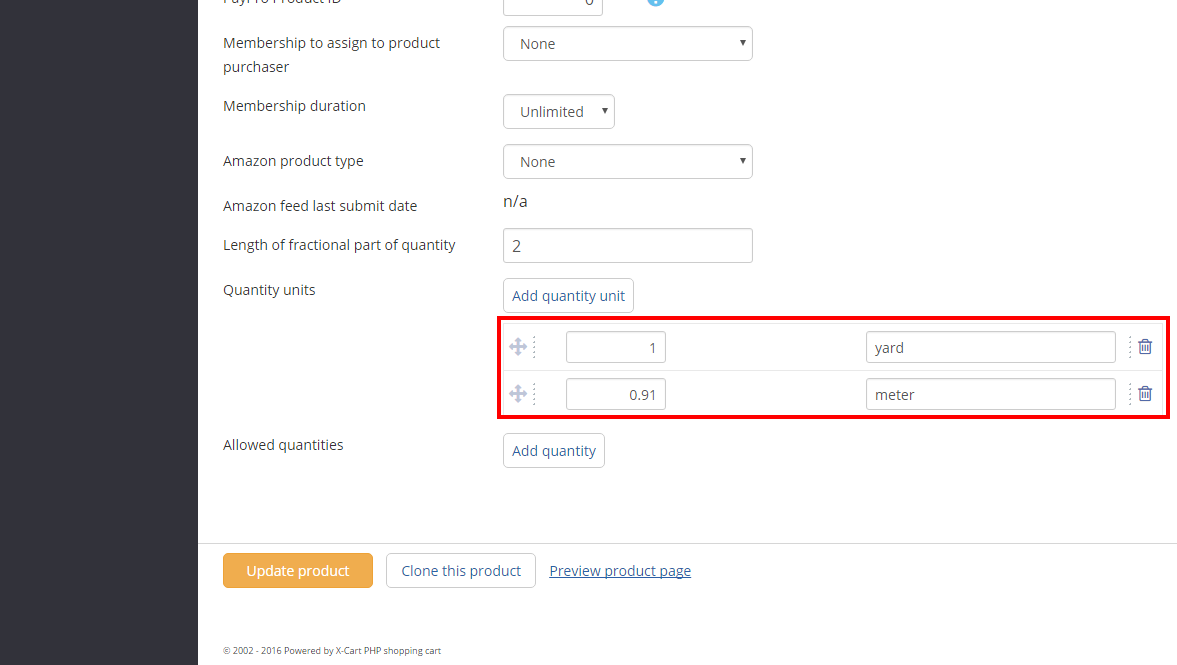 PayPro Product ID
0
Membership to assign to product
purchaser
None
Membership duration
Unlimited
Amazon product type
None
Amazon feed last submit date
n/a
Length of fractional part of quantity
2
Quantity units
Add quantity unit
1
yard
0.91
meter
Allowed quantities
Add quantity
Update product
Clone this product
Preview product page
© 2002 - 2016 Powered by X-Cart PHP shopping cart